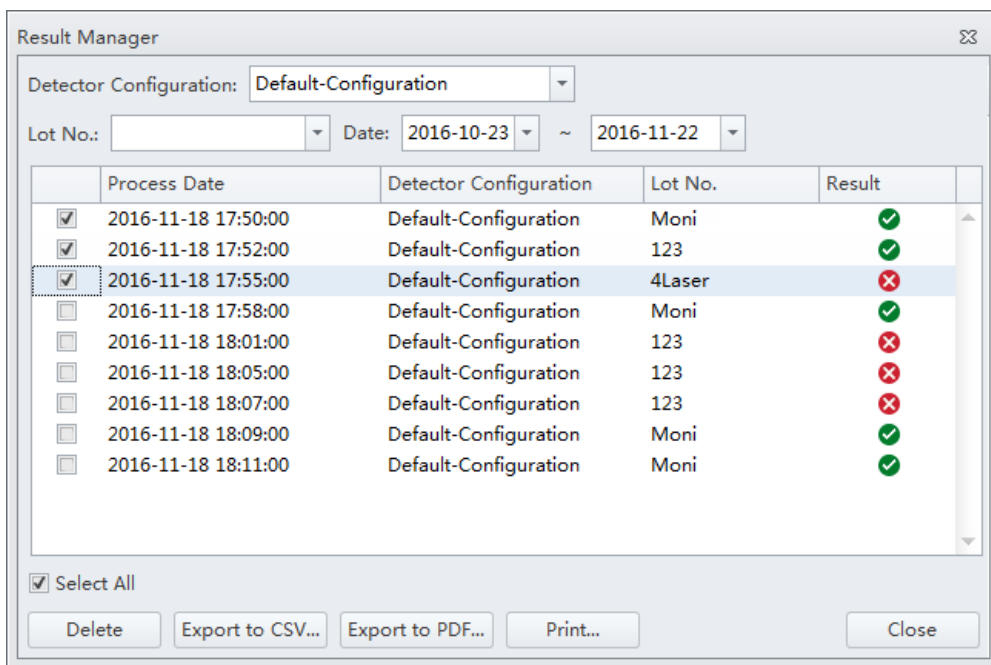 Result Manager
Detector Configuration: Default-Configuration
Lot No.: Date: 2016-10-23 ~ 2016-11-22
Process Date Detector Configuration Lot No. Result
2016-11-18 17:50:00 Default-Configuration Moni
2016-11-18 17:52:00 Default-Configuration 123
2016-11-18 17:55:00 Default-Configuration 4Laser
2016-11-18 17:58:00 Default-Configuration Moni
2016-11-18 18:01:00 Default-Configuration 123
2016-11-18 18:05:00 Default-Configuration 123
2016-11-18 18:07:00 Default-Configuration 123
2016-11-18 18:09:00 Default-Configuration Moni
2016-11-18 18:11:00 Default-Configuration Moni
Select All
Delete Export to CSV... Export to PDF... Print... Close